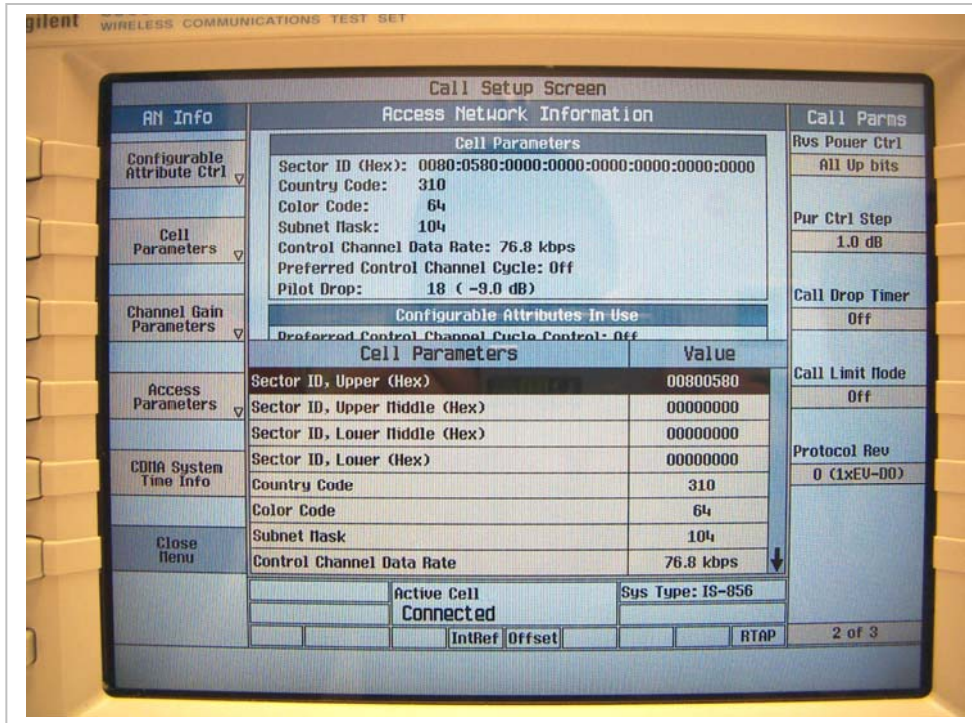 gilent
WIRELESS COMMUNICATIONS TEST SET
Call Setup Screen
AN Info
Configurable
Attribute Ctrl
Cell
Parameters
Channel Gain
Parameters
Access
Parameters
CDMA System
Time Info
Close
Menu
Access Network Information
Cell Parameters
Sector ID (Hex): 0080:0580:0000:0000:0000:0000:0000:0000
Country Code: 310
Color Code: 64
Subnet Mask: 104
Control Channel Data Rate: 76.8 kbps
Preferred Control Channel Cycle: Off
Pilot Drop: 18 ( -9.0 dB)
Configurable Attributes In Use
Preferred Control Channel Cycle Control: Off
Cell Parameters Value
Sector ID, Upper (Hex) 00800580
Sector ID, Upper Middle (Hex) 00000000
Sector ID, Lower Middle (Hex) 00000000
Sector ID, Lower (Hex) 00000000
Country Code 310
Color Code 64
Subnet Mask 104
Control Channel Data Rate 76.8 kbps
Active Cell
Connected
Sys Type: IS-856
IntRef Offset RTAP
Call Parms
Rvs Power Ctrl
All Up bits
Pwr Ctrl Step
1.0 dB
Call Drop Timer
Off
Call Limit Mode
Off
Protocol Rev
0 (1xEV-DO)
2 of 3